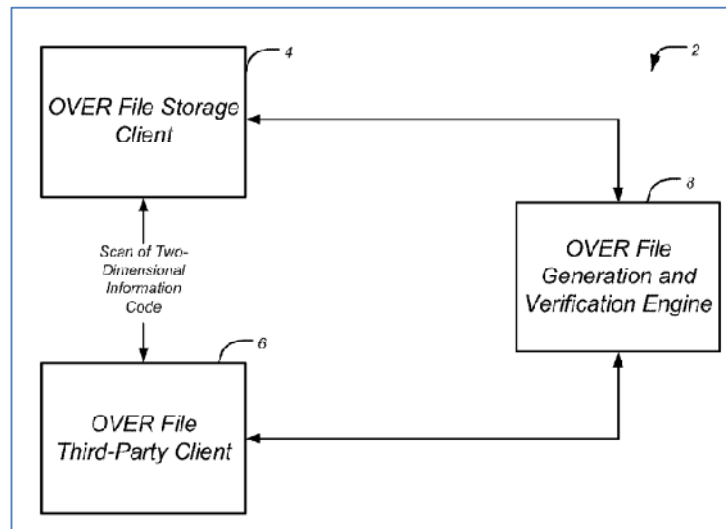 4
2
OVER File Storage
Client
8
Scan of Two-
Dimensional
Information
Code
OVER File
Generation and
Verification Engine
6
OVER File
Third-Party Client